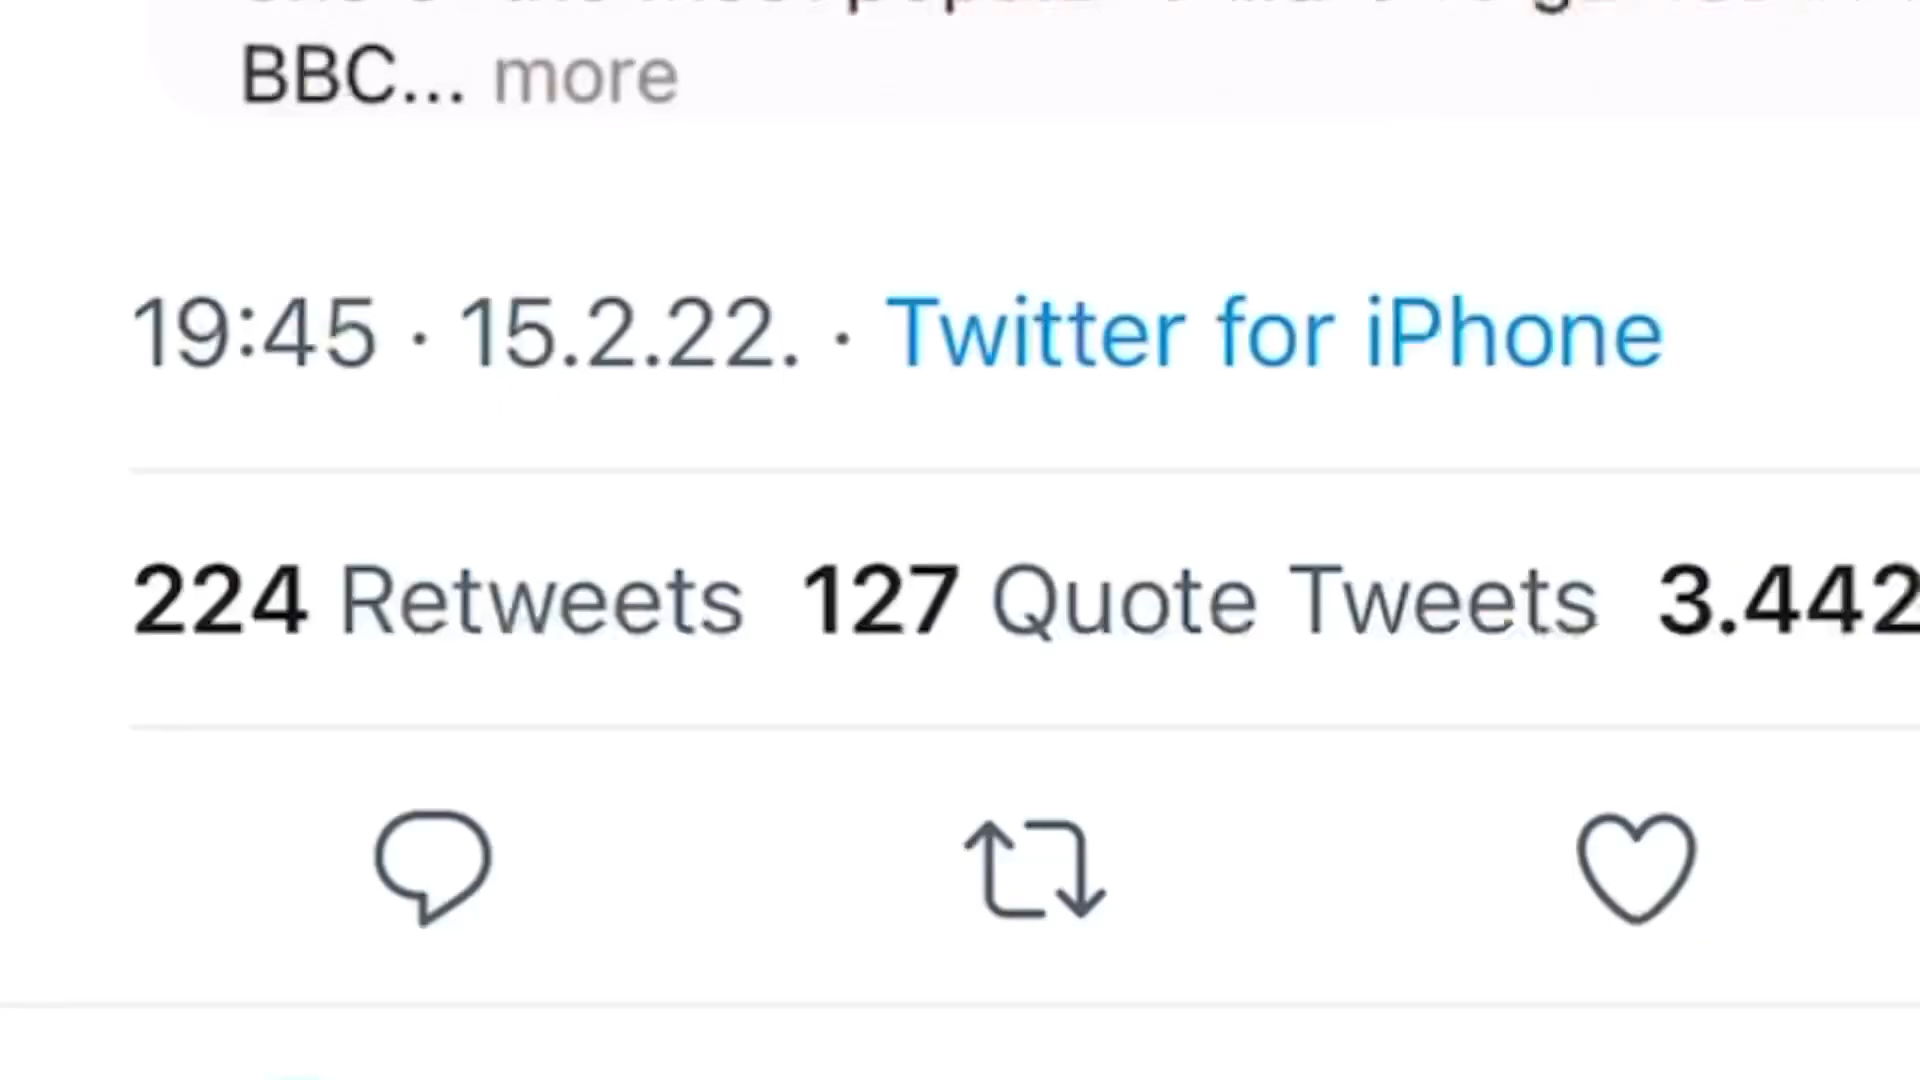 BBC... more
19:45 · 15.2.22. · Twitter for iPhone
224 Retweets 127 Quote Tweets 3.442